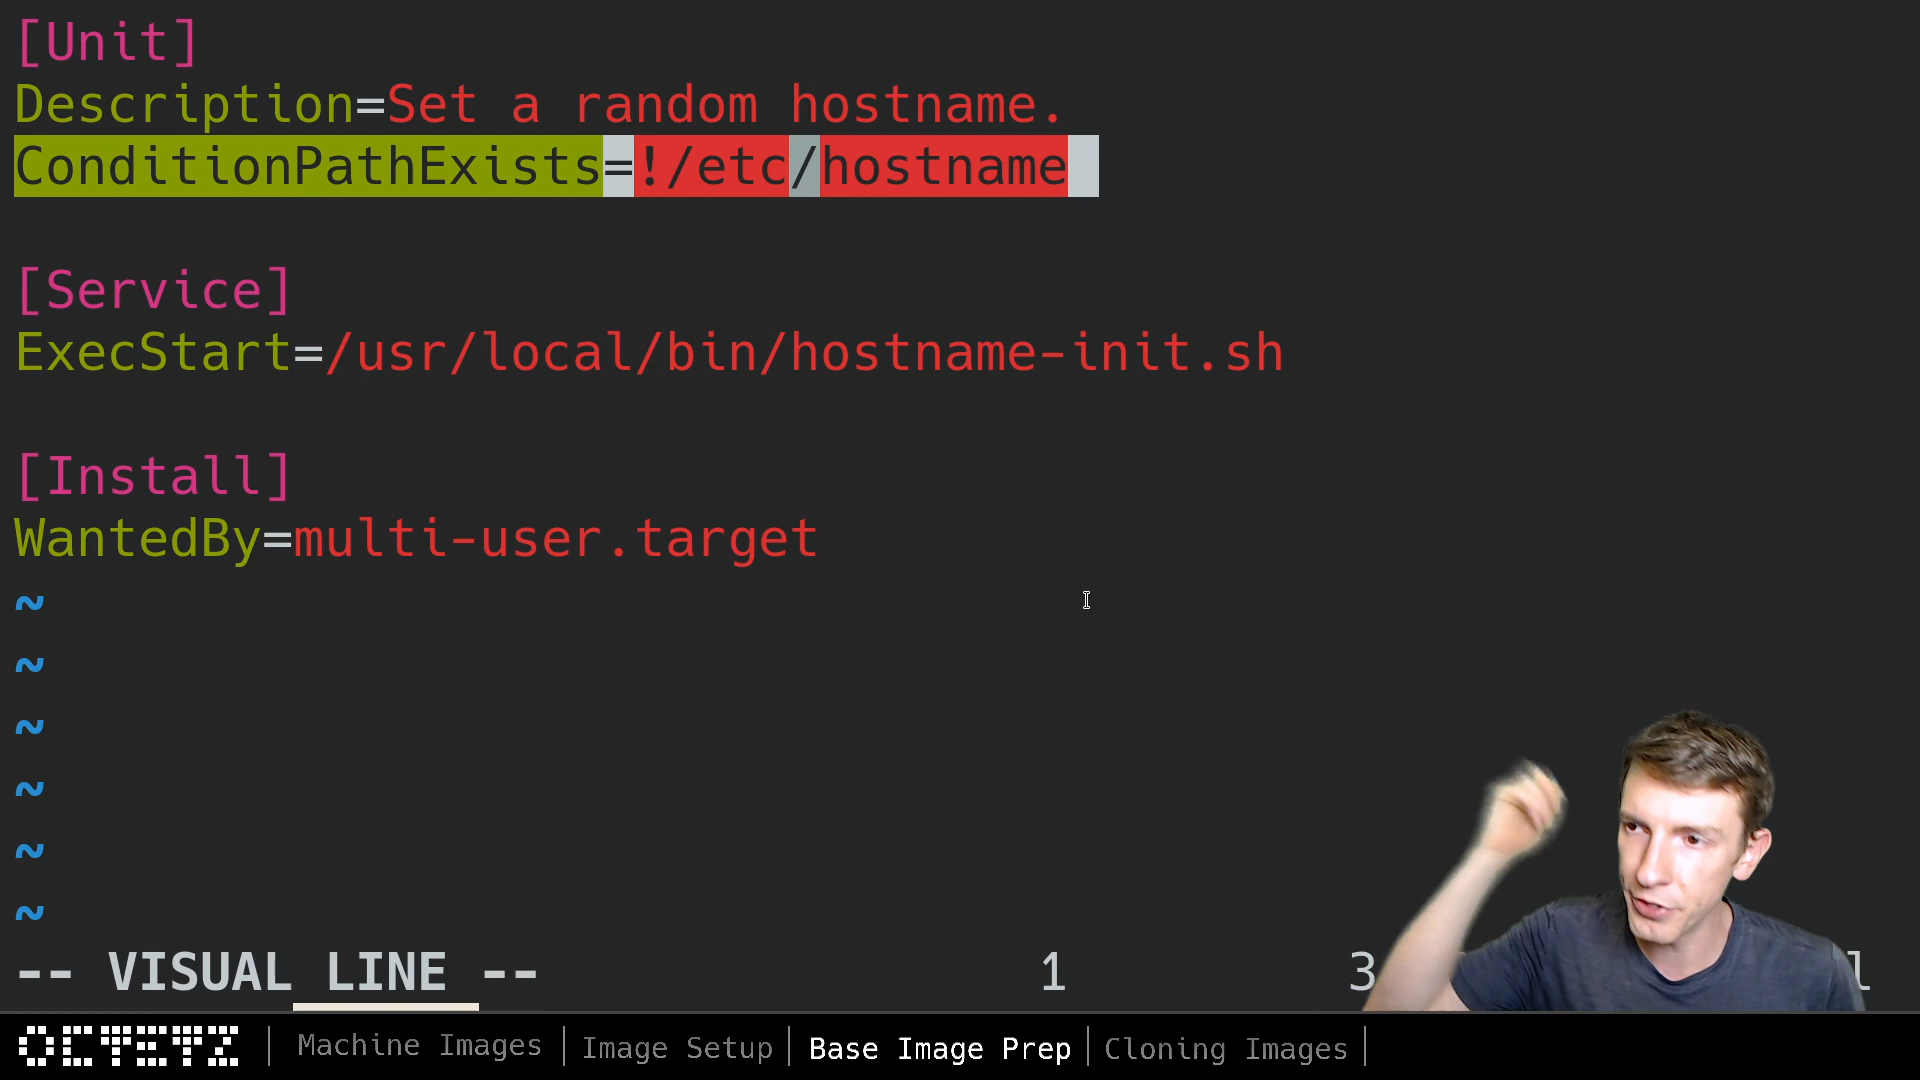 [Unit]
Description=Set a random hostname.
ConditionPathExists=!/etc/hostname
[Service]
ExecStart=/usr/local/bin/hostname-init.sh
[Install]
WantedBy=multi-user.target
~
~
~
~
~
~
-- VISUAL LINE -- 1 3 l
OCTETZ | Machine Images | Image Setup | Base Image Prep | Cloning Images |